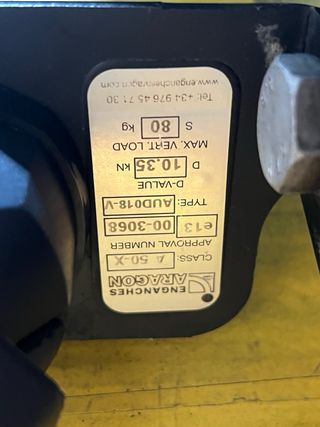 ENGANCHES
ARAGON
CLASS: A 50-X
APPROVAL NUMBER
e13 00-3068
TYPE: AUD018-V
D-VALUE
D 10.35 kN
MAX. VERT. LOAD
S 80 kg
Tel: +34 976 45 71 30
www.enganchesaragon.com